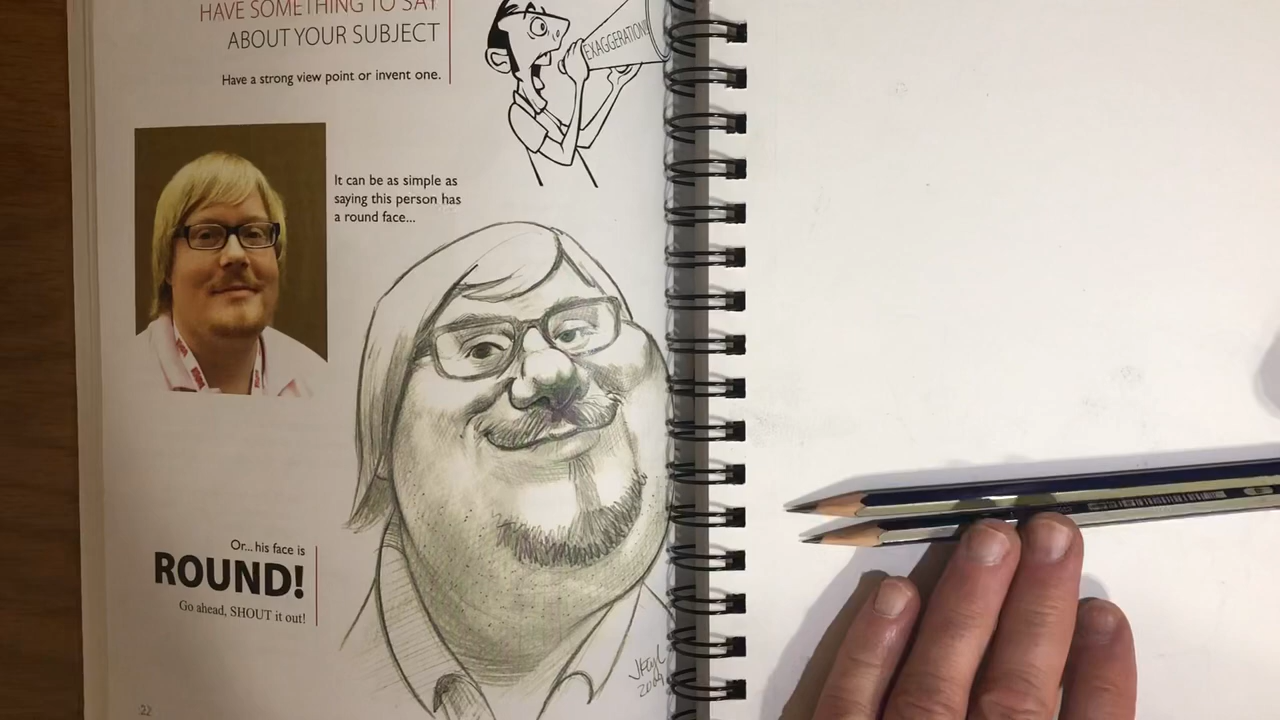 HAVE SOMETHING TO SAY
ABOUT YOUR SUBJECT
Have a strong view point or invent one.
EXAGGERATION!
It can be as simple as
saying this person has
a round face...
Or... his face is
ROUND!
Go ahead, SHOUT it out!
2009
22